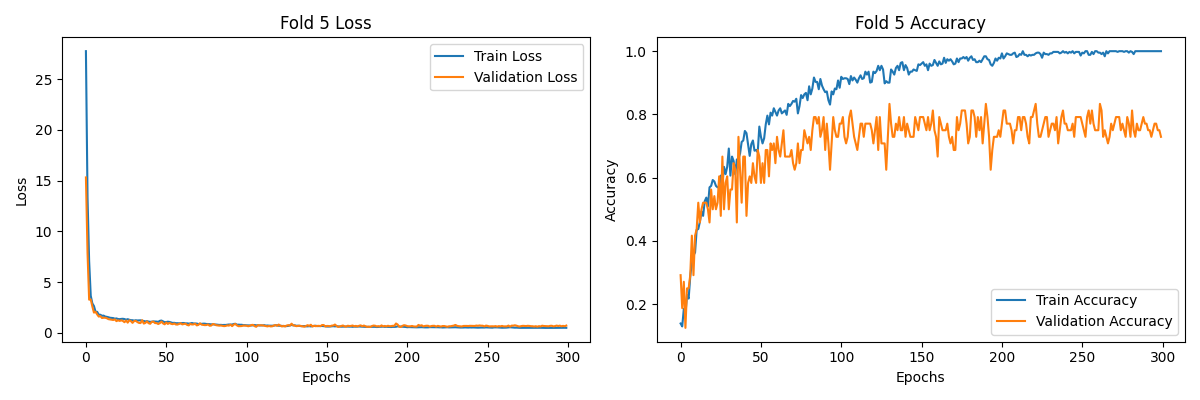 Fold 5 Loss
Train Loss
Validation Loss
Loss
25
20
15
10
5
0
0 50 100 150 200 250 300
Epochs
Fold 5 Accuracy
Train Accuracy
Validation Accuracy
Accuracy
1.0
0.8
0.6
0.4
0.2
0 50 100 150 200 250 300
Epochs